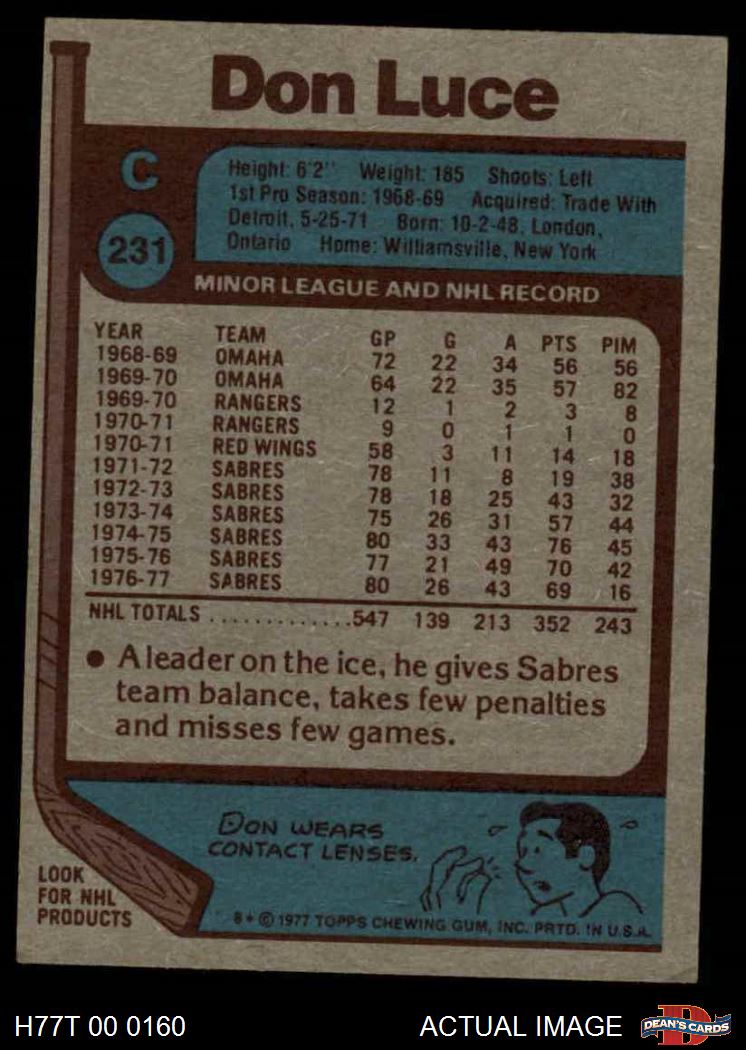 Don Luce
C
231
Height: 6'2" Weight: 185 Shoots: Left
1st Pro Season: 1968-69 Acquired: Trade With
Detroit, 5-25-71 Born: 10-2-48, London,
Ontario Home: Williamsville, New York
MINOR LEAGUE AND NHL RECORD
YEAR TEAM GP G A PTS PIM
1968-69 OMAHA 72 22 34 56 56
1969-70 OMAHA 64 22 35 57 82
1969-70 RANGERS 12 1 2 3 8
1970-71 RANGERS 9 0 1 1 0
1970-71 RED WINGS 58 3 11 14 18
1971-72 SABRES 78 11 8 19 38
1972-73 SABRES 78 18 25 43 32
1973-74 SABRES 75 26 31 57 44
1974-75 SABRES 80 33 43 76 45
1975-76 SABRES 77 21 49 70 42
1976-77 SABRES 80 26 43 69 16
NHL TOTALS .............547 139 213 352 243
• A leader on the ice, he gives Sabres
team balance, takes few penalties
and misses few games.
DON WEARS
CONTACT LENSES.
LOOK
FOR NHL
PRODUCTS
8* © 1977 TOPPS CHEWING GUM, INC. PRTD. IN U.S.A.
H77T 00 0160 ACTUAL IMAGE DEAN'S CARDS